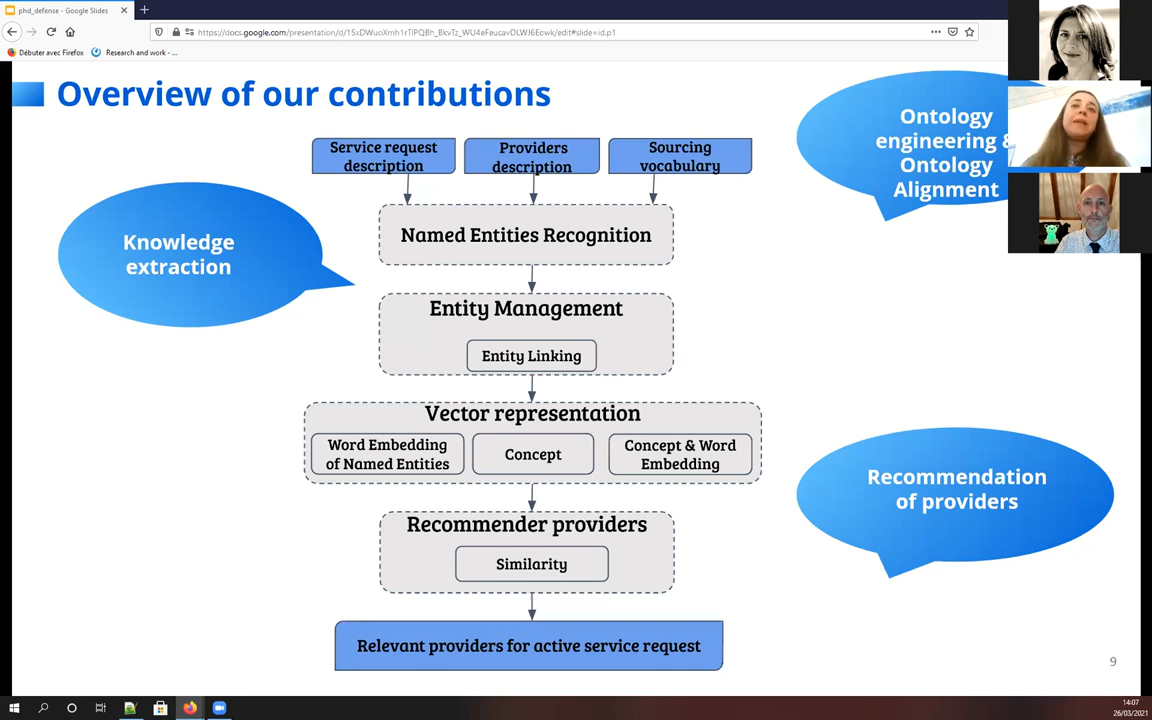 phd_defense - Google Slides
https://docs.google.com/presentation/d/15xDWuoXmh1rTlPQBh_BkvTz_WU4eFeucavDLWJ6Eowk/edit#slide=id.p1
Débuter avec Firefox
Research and work - ...
Overview of our contributions
Service request
description
Providers
description
Sourcing
vocabulary
Ontology
engineering &
Ontology
Alignment
Named Entities Recognition
Knowledge
extraction
Entity Management
Entity Linking
Vector representation
Word Embedding
of Named Entities
Concept
Concept & Word
Embedding
Recommendation
of providers
Recommender providers
Similarity
Relevant providers for active service request
9
14:07
26/03/2021